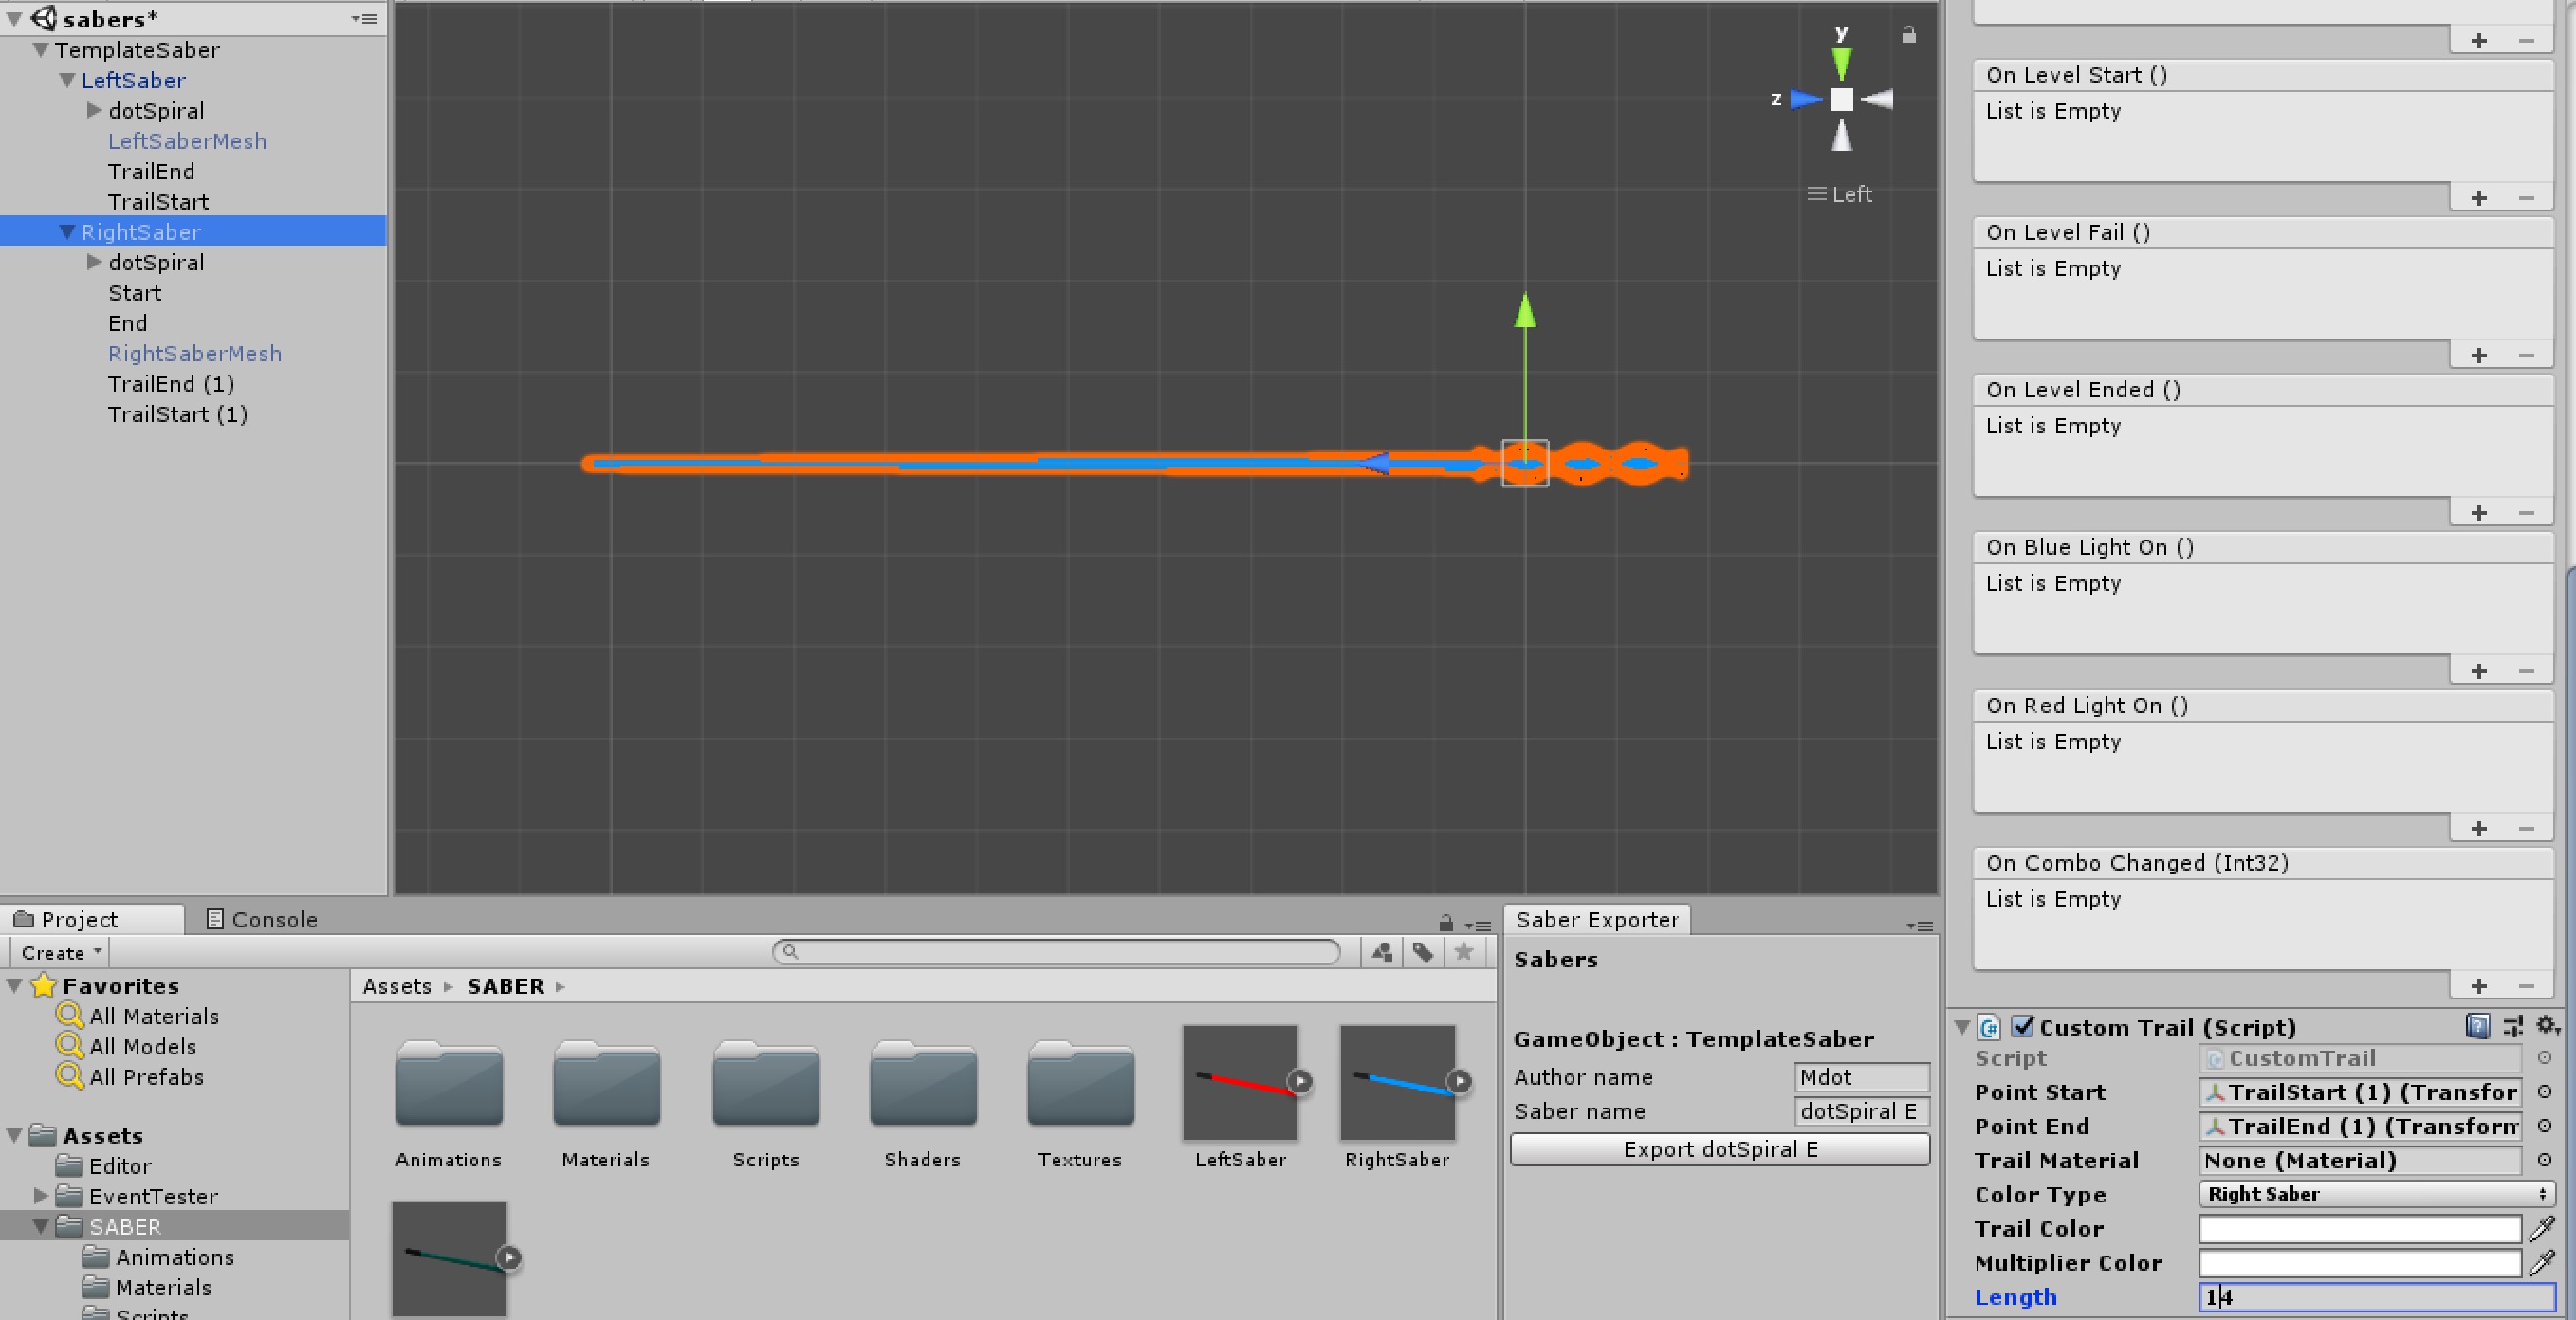 sabers*
TemplateSaber
LeftSaber
dotSpiral
LeftSaberMesh
TrailEnd
TrailStart
RightSaber
dotSpiral
Start
End
RightSaberMesh
TrailEnd (1)
TrailStart (1)
y
z
Left
On Level Start ()
List is Empty
On Level Fail ()
List is Empty
On Level Ended ()
List is Empty
On Blue Light On ()
List is Empty
On Red Light On ()
List is Empty
On Combo Changed (Int32)
List is Empty
Custom Trail (Script)
Script CustomTrail
Point Start TrailStart (1) (Transfor
Point End TrailEnd (1) (Transform
Trail Material None (Material)
Color Type Right Saber
Trail Color
Multiplier Color
Length 14
Project Console
Create
Favorites
All Materials
All Models
All Prefabs
Assets
Editor
EventTester
SABER
Animations
Materials
Scripts
Assets SABER
Animations Materials Scripts Shaders Textures LeftSaber RightSaber
Saber Exporter
Sabers
GameObject : TemplateSaber
Author name Mdot
Saber name dotSpiral E
Export dotSpiral E